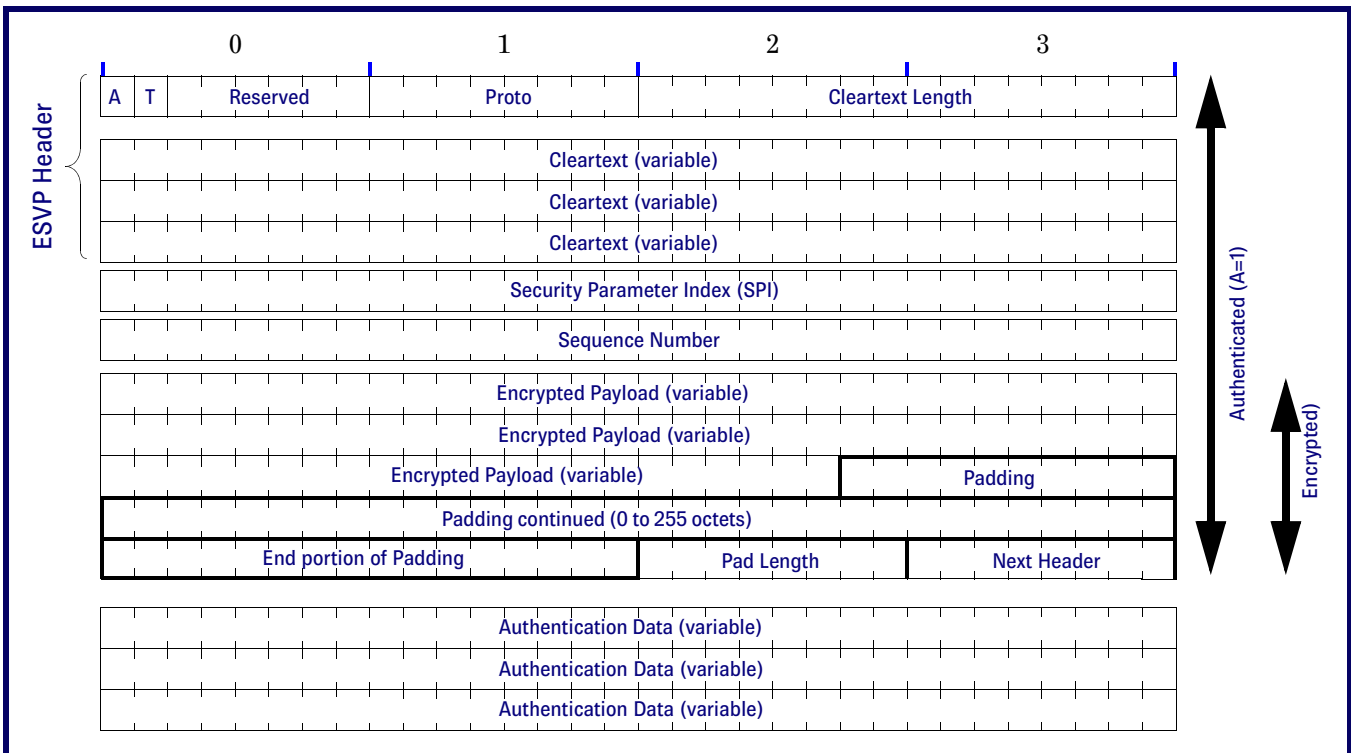 0 1 2 3
A T Reserved Proto Cleartext Length
ESVP Header
Cleartext (variable)
Cleartext (variable)
Cleartext (variable)
Security Parameter Index (SPI)
Sequence Number
Encrypted Payload (variable)
Encrypted Payload (variable)
Encrypted Payload (variable) Padding
Padding continued (0 to 255 octets)
End portion of Padding Pad Length Next Header
Authenticated (A=1)
Encrypted)
Authentication Data (variable)
Authentication Data (variable)
Authentication Data (variable)